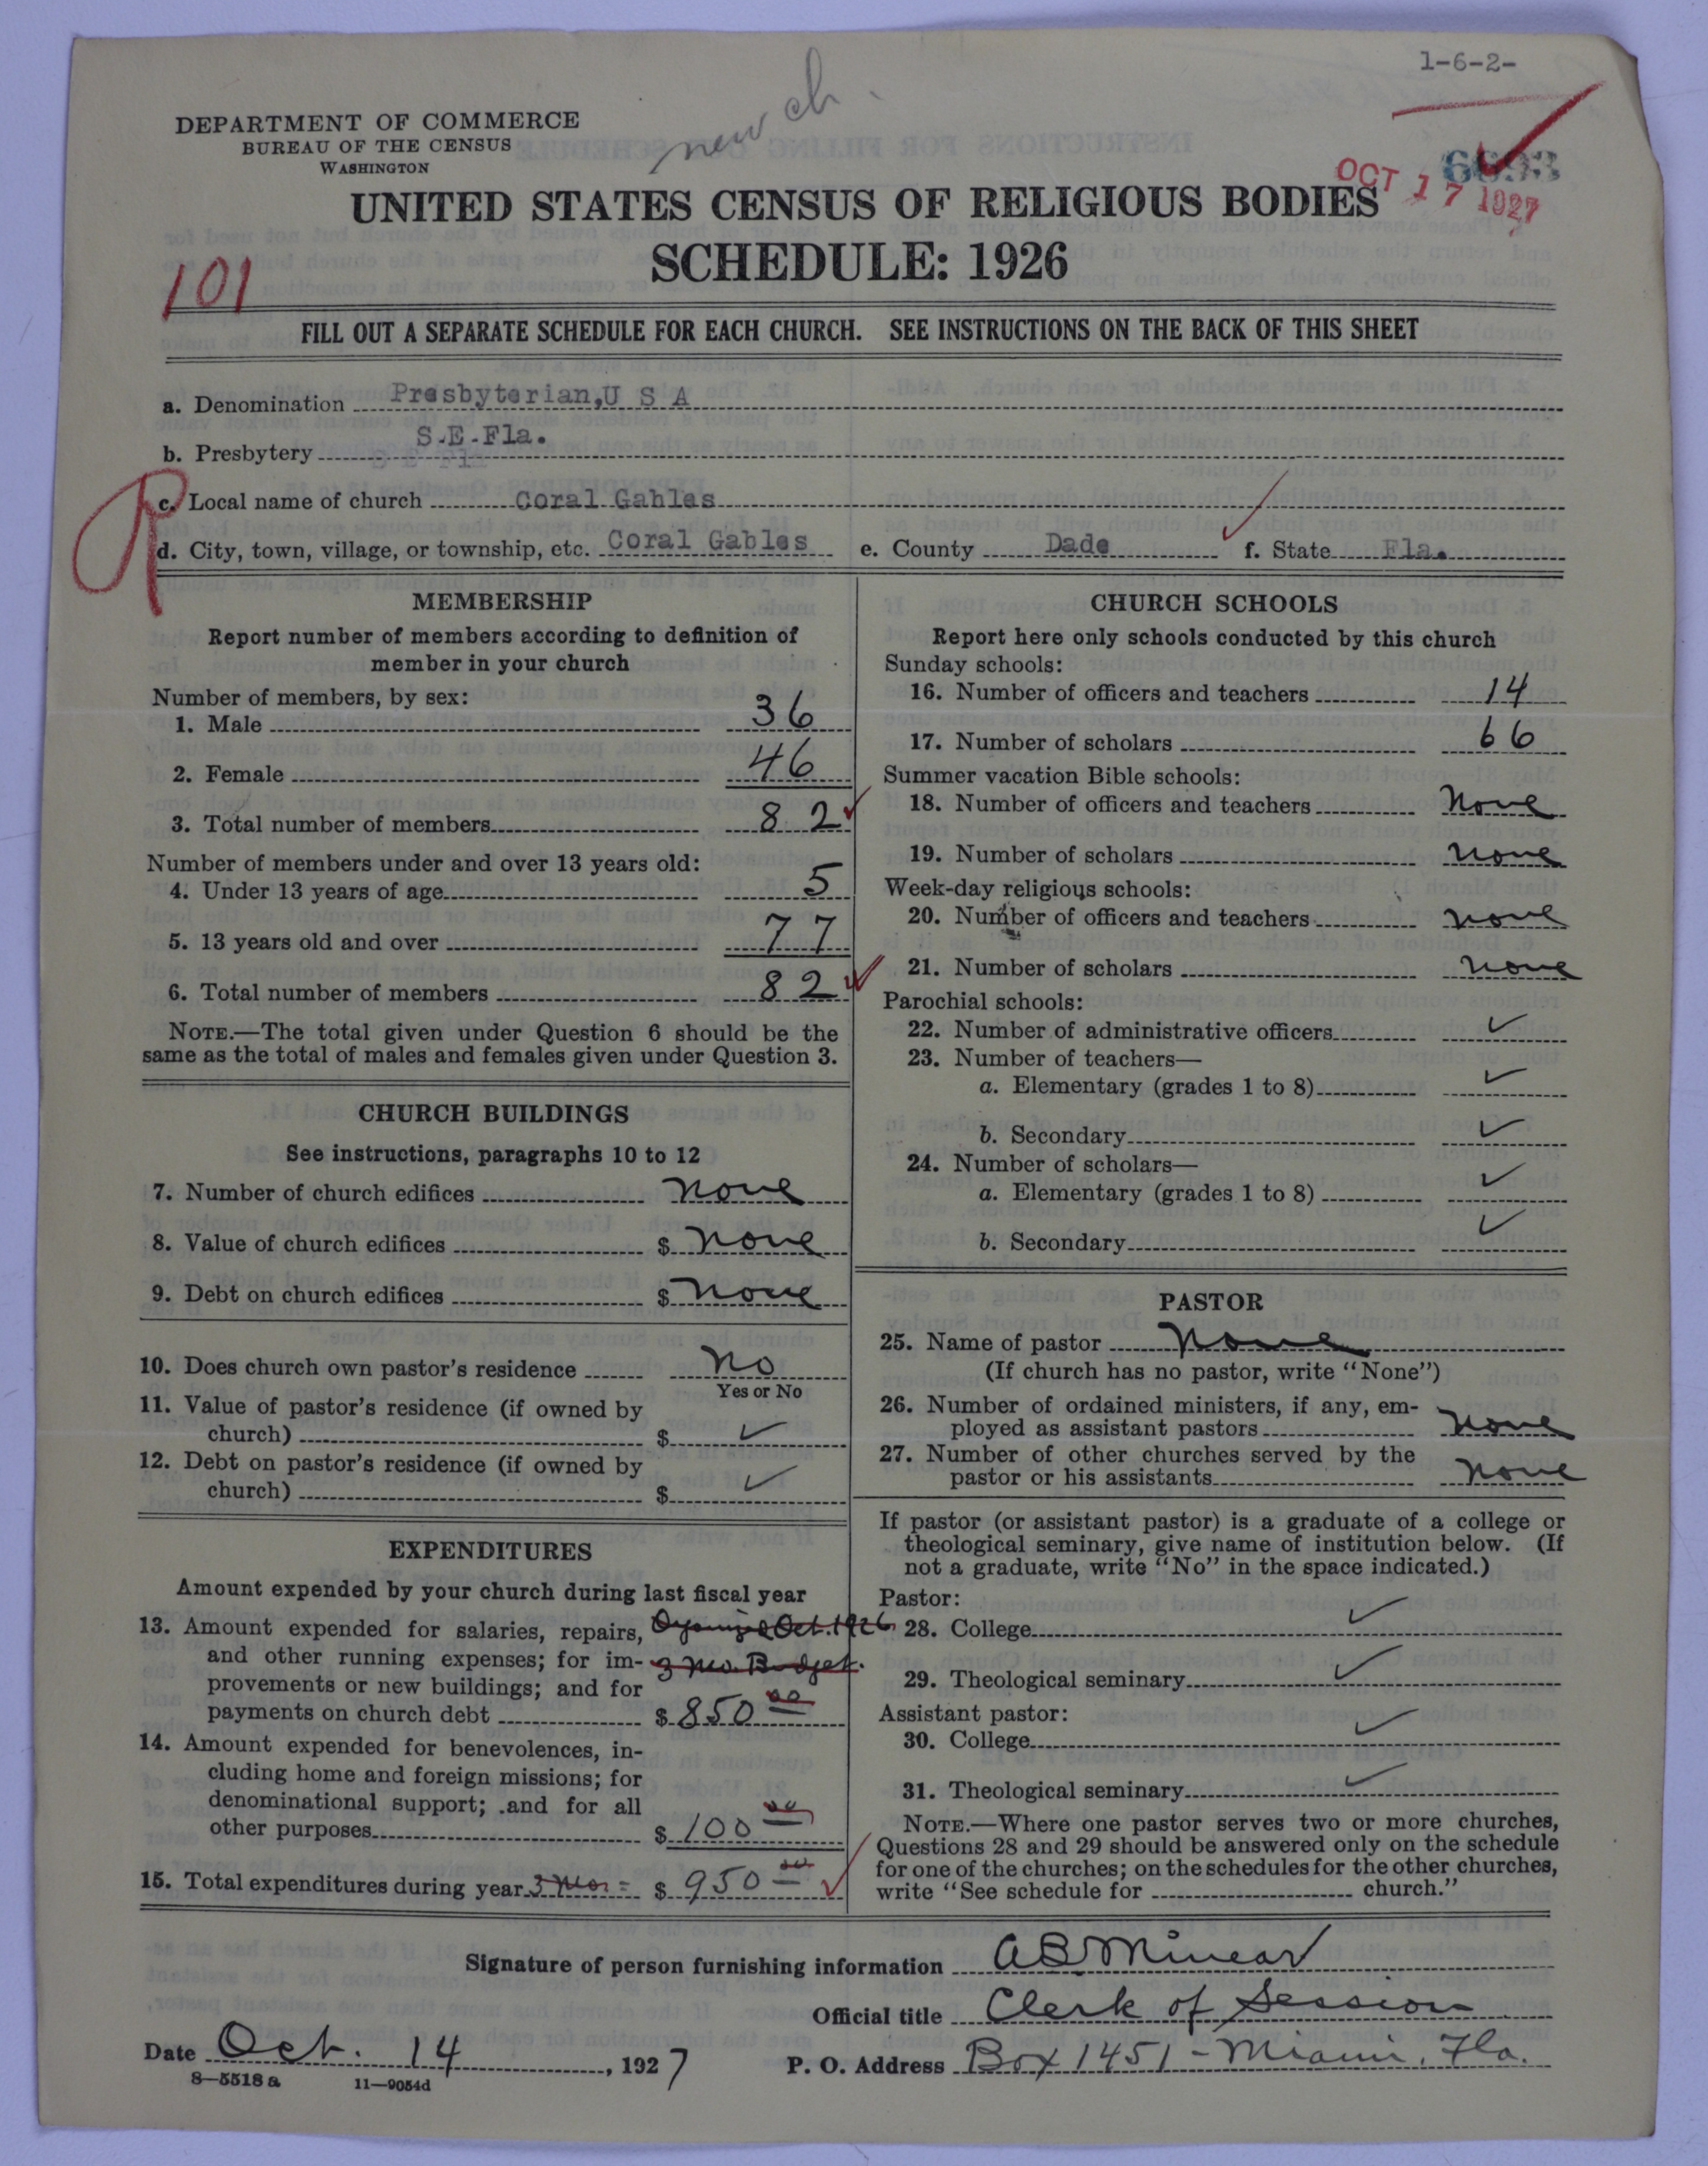 1-6-2-
new ch.
DEPARTMENT OF COMMERCE
BUREAU OF THE CENSUS
WASHINGTON
6693
OCT 17 1927
UNITED STATES CENSUS OF RELIGIOUS BODIES
SCHEDULE: 1926
101
FILL OUT A SEPARATE SCHEDULE FOR EACH CHURCH. SEE INSTRUCTIONS ON THE BACK OF THIS SHEET
a. Denomination Presbyterian,U S A
b. Presbytery S.E.Fla.
R
c. Local name of church Coral Gables
d. City, town, village, or township, etc. Coral Gables e. County Dade f. State Fla.
MEMBERSHIP
Report number of members according to definition of
member in your church
Number of members, by sex:
1. Male 36
2. Female 46
3. Total number of members 82
Number of members under and over 13 years old:
4. Under 13 years of age 5
5. 13 years old and over 77
6. Total number of members 82
NOTE.—The total given under Question 6 should be the
same as the total of males and females given under Question 3.
CHURCH BUILDINGS
See instructions, paragraphs 10 to 12
7. Number of church edifices none
8. Value of church edifices $ none
9. Debt on church edifices $ none
10. Does church own pastor's residence no
Yes or No
11. Value of pastor's residence (if owned by
church) $ ✓
12. Debt on pastor's residence (if owned by
church) $ ✓
EXPENDITURES
Amount expended by your church during last fiscal year
13. Amount expended for salaries, repairs, Organized Oct. 1926
and other running expenses; for im- 3 mo. Budget.
provements or new buildings; and for
payments on church debt $ 850 00
14. Amount expended for benevolences, in-
cluding home and foreign missions; for
denominational support; and for all
other purposes $ 100 00
15. Total expenditures during year 3 mos = $ 950 00
CHURCH SCHOOLS
Report here only schools conducted by this church
Sunday schools:
16. Number of officers and teachers 14
17. Number of scholars 66
Summer vacation Bible schools:
18. Number of officers and teachers none
19. Number of scholars none
Week-day religious schools:
20. Number of officers and teachers none
21. Number of scholars none
Parochial schools:
22. Number of administrative officers ✓
23. Number of teachers—
a. Elementary (grades 1 to 8) ✓
b. Secondary ✓
24. Number of scholars—
a. Elementary (grades 1 to 8) ✓
b. Secondary ✓
PASTOR
25. Name of pastor None
(If church has no pastor, write "None")
26. Number of ordained ministers, if any, em-
ployed as assistant pastors none
27. Number of other churches served by the
pastor or his assistants none
If pastor (or assistant pastor) is a graduate of a college or
theological seminary, give name of institution below. (If
not a graduate, write "No" in the space indicated.)
Pastor:
28. College ✓
29. Theological seminary ✓
Assistant pastor:
30. College ✓
31. Theological seminary ✓
NOTE.—Where one pastor serves two or more churches,
Questions 28 and 29 should be answered only on the schedule
for one of the churches; on the schedules for the other churches,
write "See schedule for church."
Signature of person furnishing information AB Minear
Official title Clerk of Session
Date Oct. 14, 1927 P. O. Address Box 1451 - Miami, Fla.
8—5518 a 11—9054d